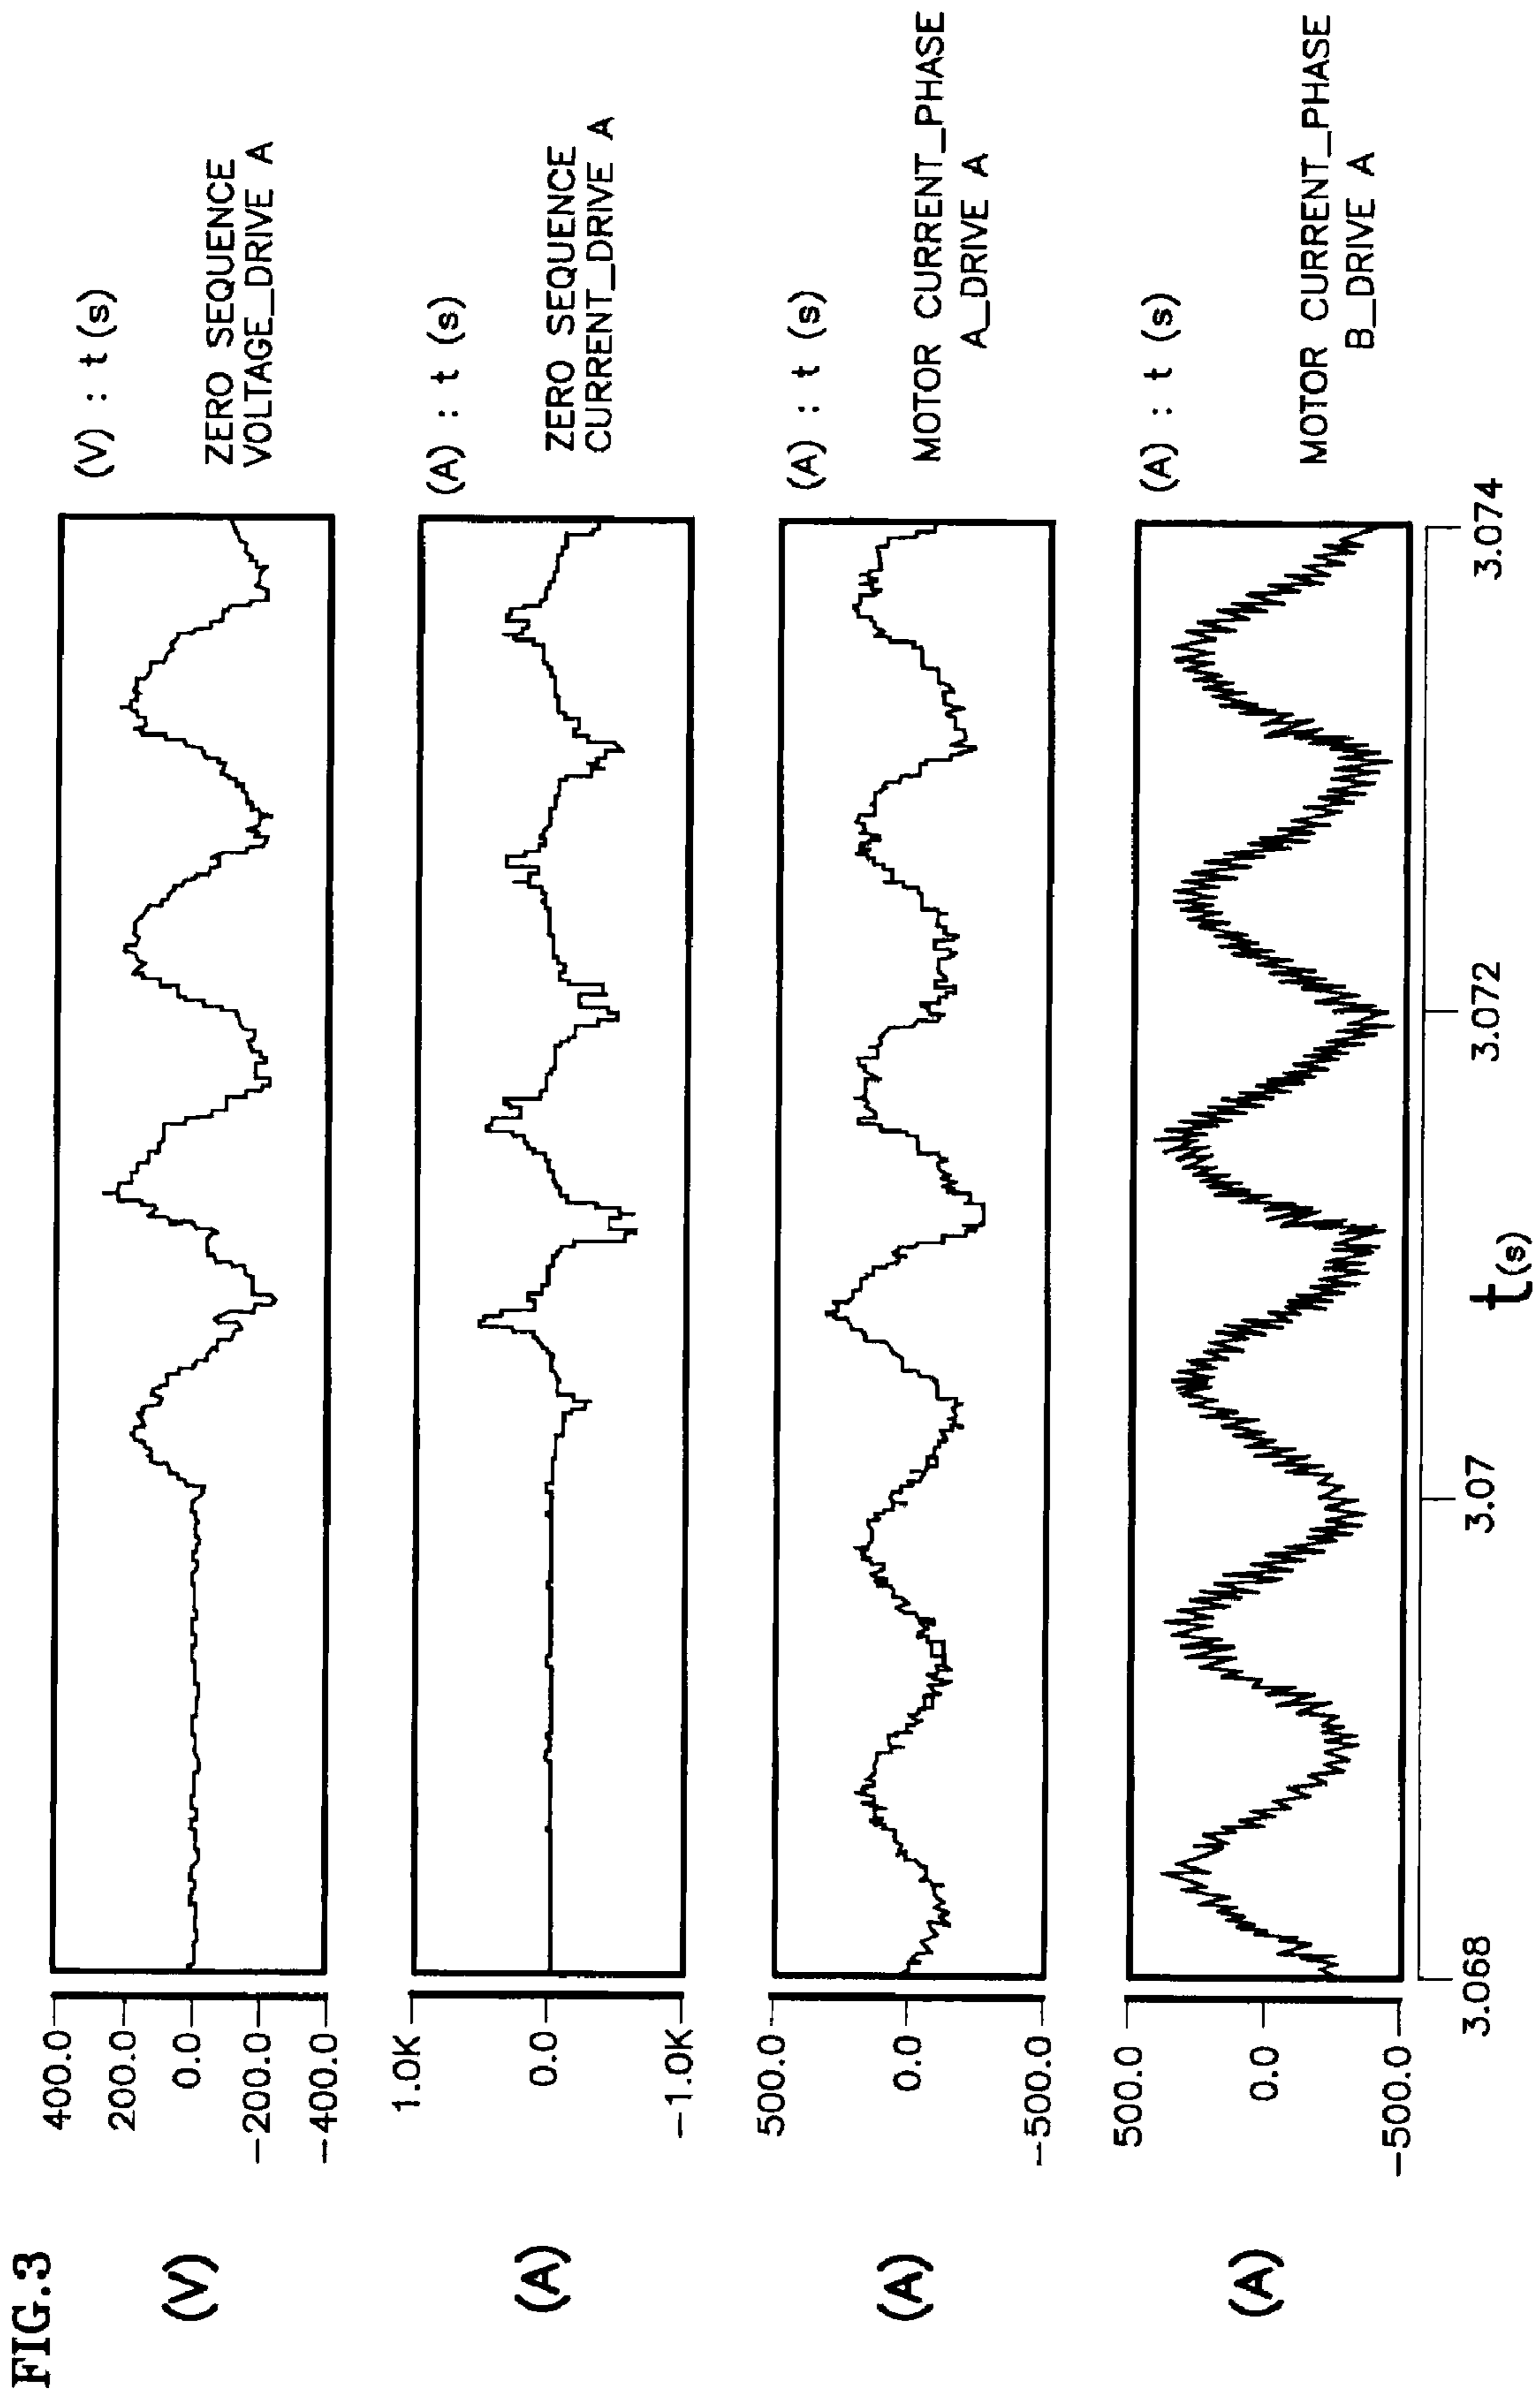 FIG.3
(V)
400.0
200.0
0.0
-200.0
-400.0
(V) : t(s)
ZERO SEQUENCE
VOLTAGE_DRIVE A
(A)
1.0K
0.0
-1.0K
(A) : t (s)
ZERO SEQUENCE
CURRENT_DRIVE A
(A)
500.0
0.0
-500.0
(A) : t (s)
MOTOR CURRENT_PHASE
A_DRIVE A
(A)
500.0
0.0
-500.0
(A) : t (s)
MOTOR CURRENT_PHASE
B_DRIVE A
3.068
3.07
3.072
3.074
t(s)